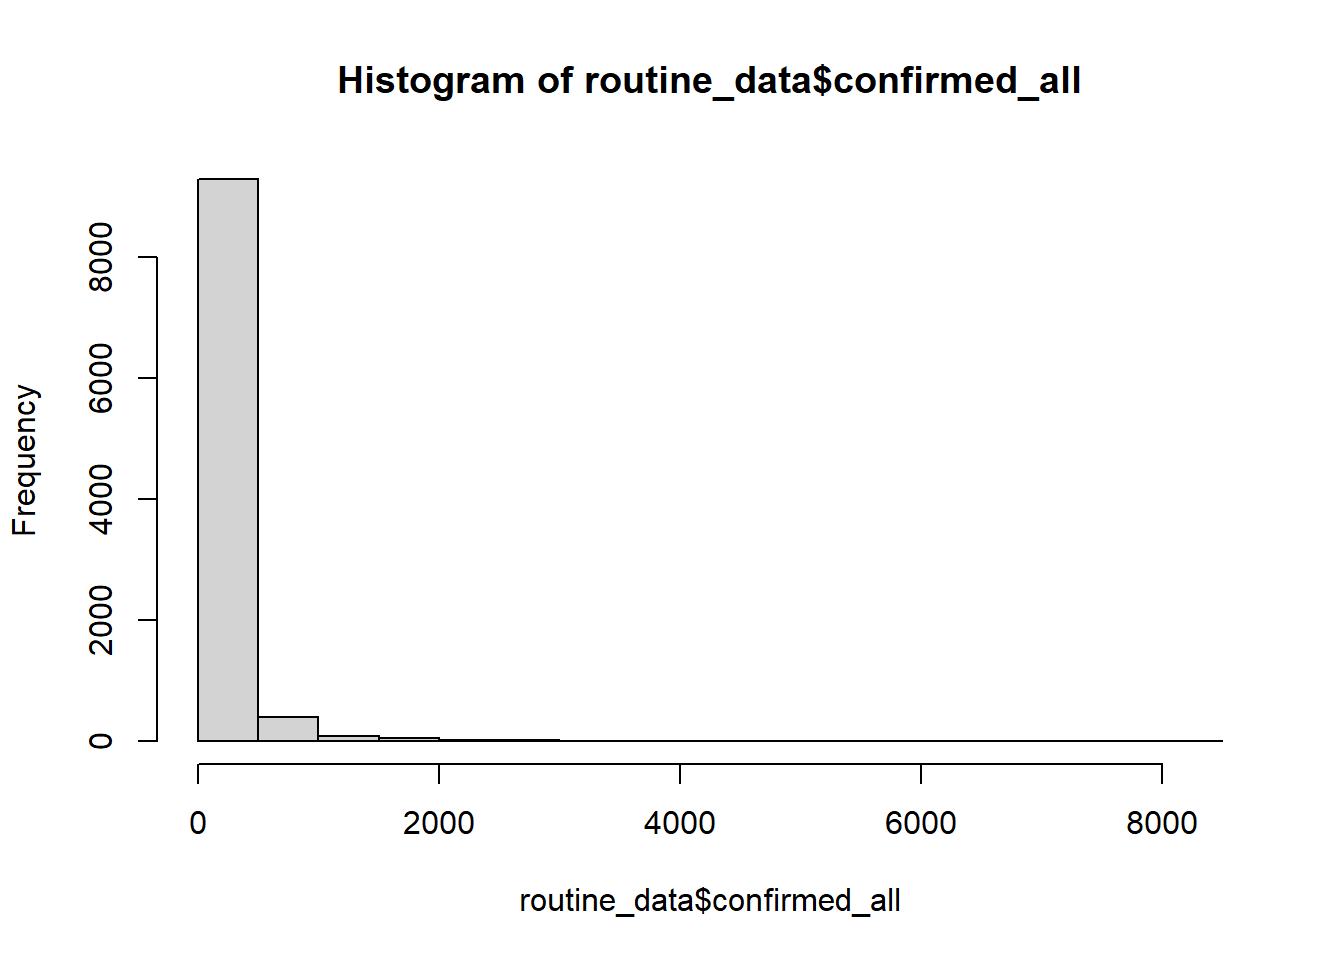 Histogram of routine_data$confirmed_all
Frequency
8000
6000
4000
2000
0
0 2000 4000 6000 8000
routine_data$confirmed_all